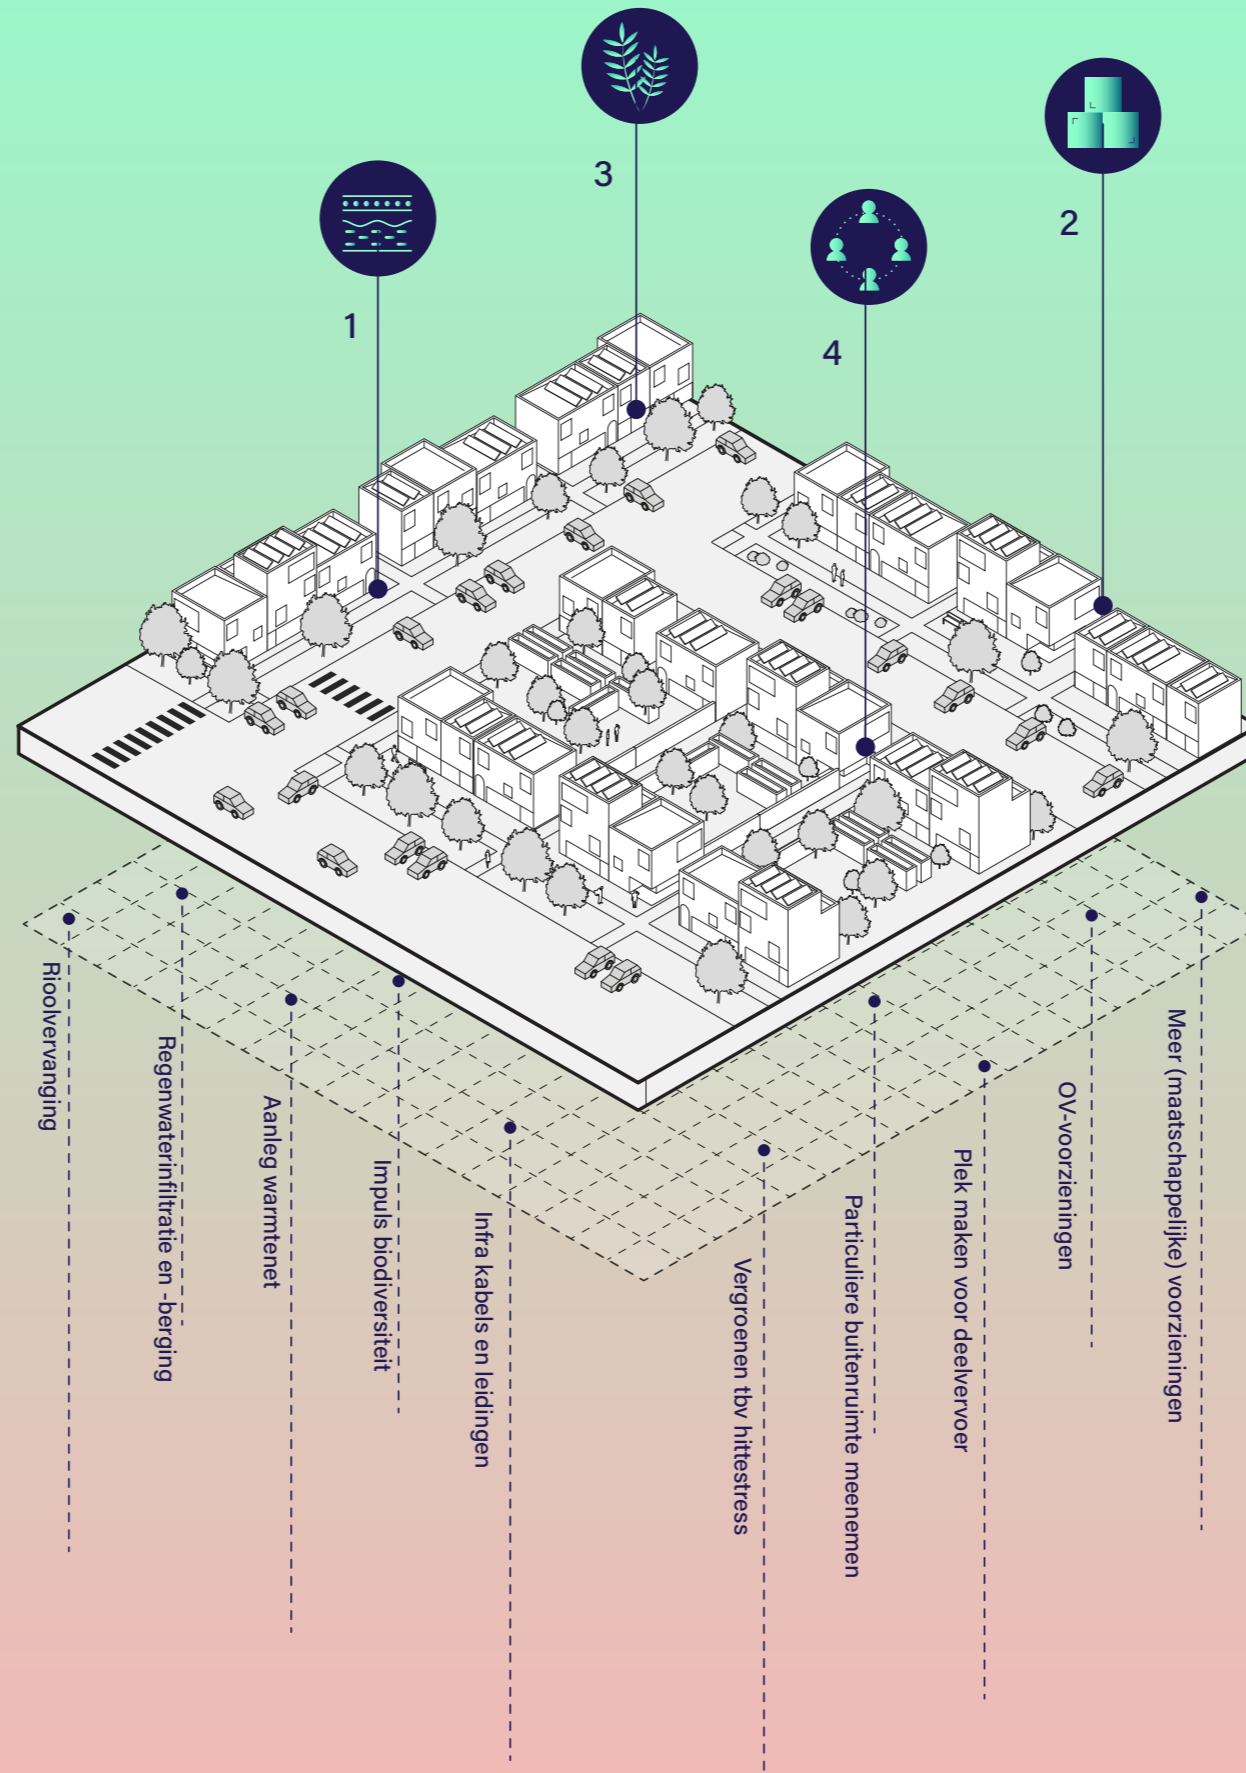 3
2
1
4
Rioolvervanging
Regenwaterinfiltratie en -berging
Aanleg warmtenet
Impuls biodiversiteit
Infra kabels en leidingen
Vergroenen tbv hittestress
Particuliere buitenruimte meenemen
Plek maken voor deelvervoer
OV-voorzieningen
Meer (maatschappelijke) voorzieningen